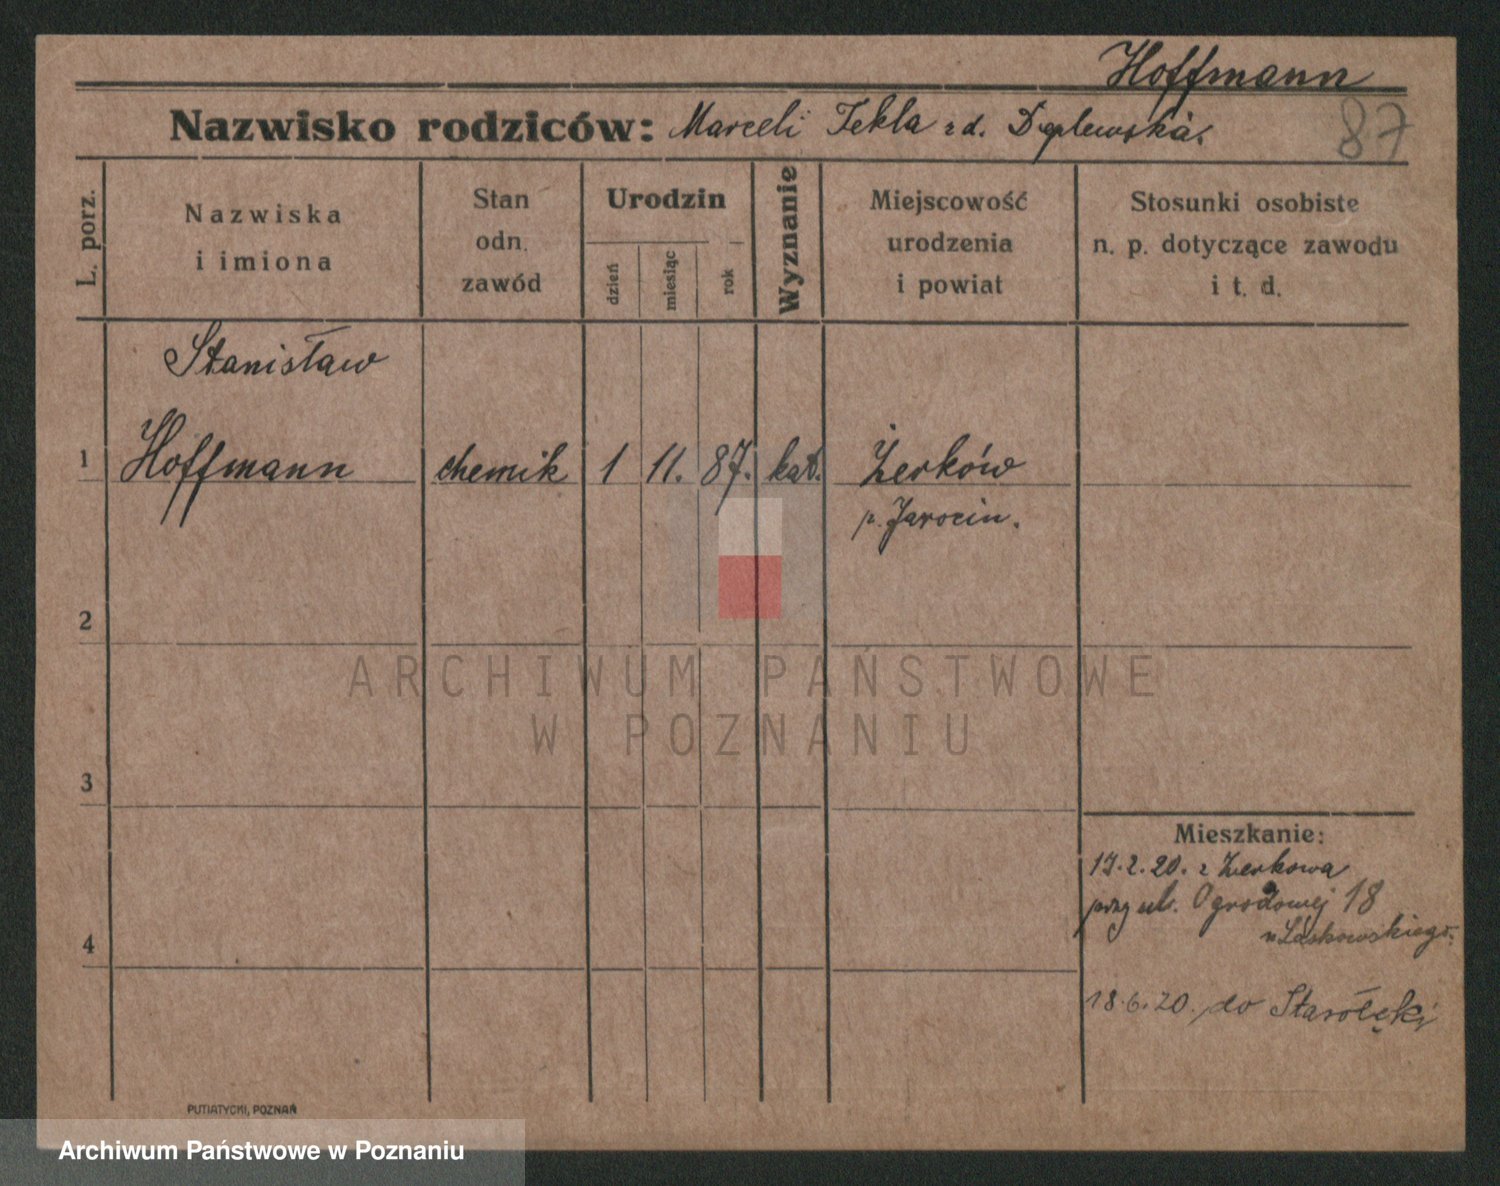 Hoffmann
Nazwisko rodziców: Marceli Tekla zd. Dęplewska.
87
L. porz.
Nazwiska
i imiona
Stan
odn.
zawód
Urodzin
dzień
miesiąc
rok
Wyznanie
Miejscowość
urodzenia
i powiat
Stosunki osobiste
n. p. dotyczące zawodu
i t. d.
Stanisław
1 Hoffmann chemik 1 11. 87. kat. Żerków
p. Jarocin.
2
ARCHIWUM PAŃSTWOWE
W POZNANIU
3
Mieszkanie:
17.2.20. z Żerkowa
przy ul. Ogrodowej 18
u Laskowskiego.
4
18.6.20. do Starołęki
PUTIATYCKI, POZNAŃ
Archiwum Państwowe w Poznaniu